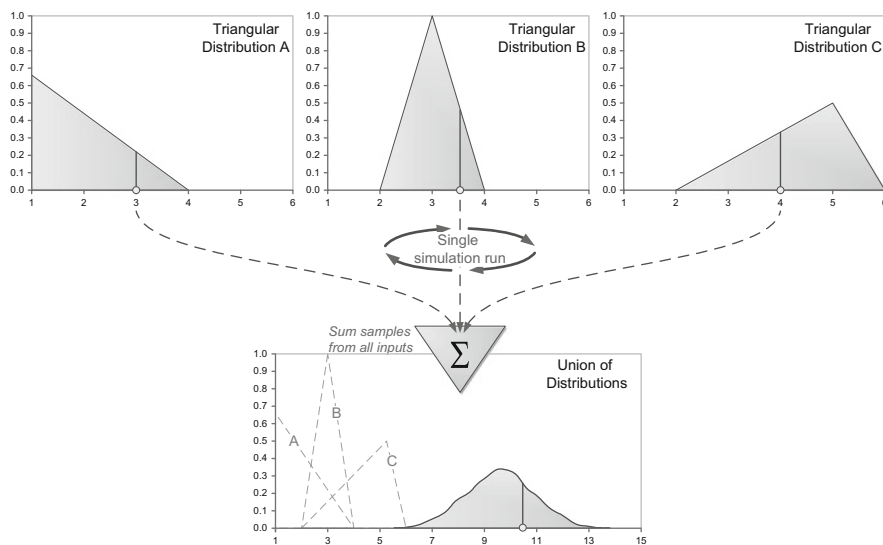 Triangular
Distribution A
1.0
0.9
0.8
0.7
0.6
0.5
0.4
0.3
0.2
0.1
0.0
1 2 3 4 5 6
Triangular
Distribution B
1.0
0.9
0.8
0.7
0.6
0.5
0.4
0.3
0.2
0.1
0.0
1 2 3 4 5 6
Triangular
Distribution C
1.0
0.9
0.8
0.7
0.6
0.5
0.4
0.3
0.2
0.1
0.0
1 2 3 4 5
Single
simulation run
Sum samples
from all inputs
Σ
Union of
Distributions
1.0
0.9
0.8
0.7
0.6
0.5
0.4
0.3
0.2
0.1
0.0
A
B
C
1 3 5 7 9 11 13 15